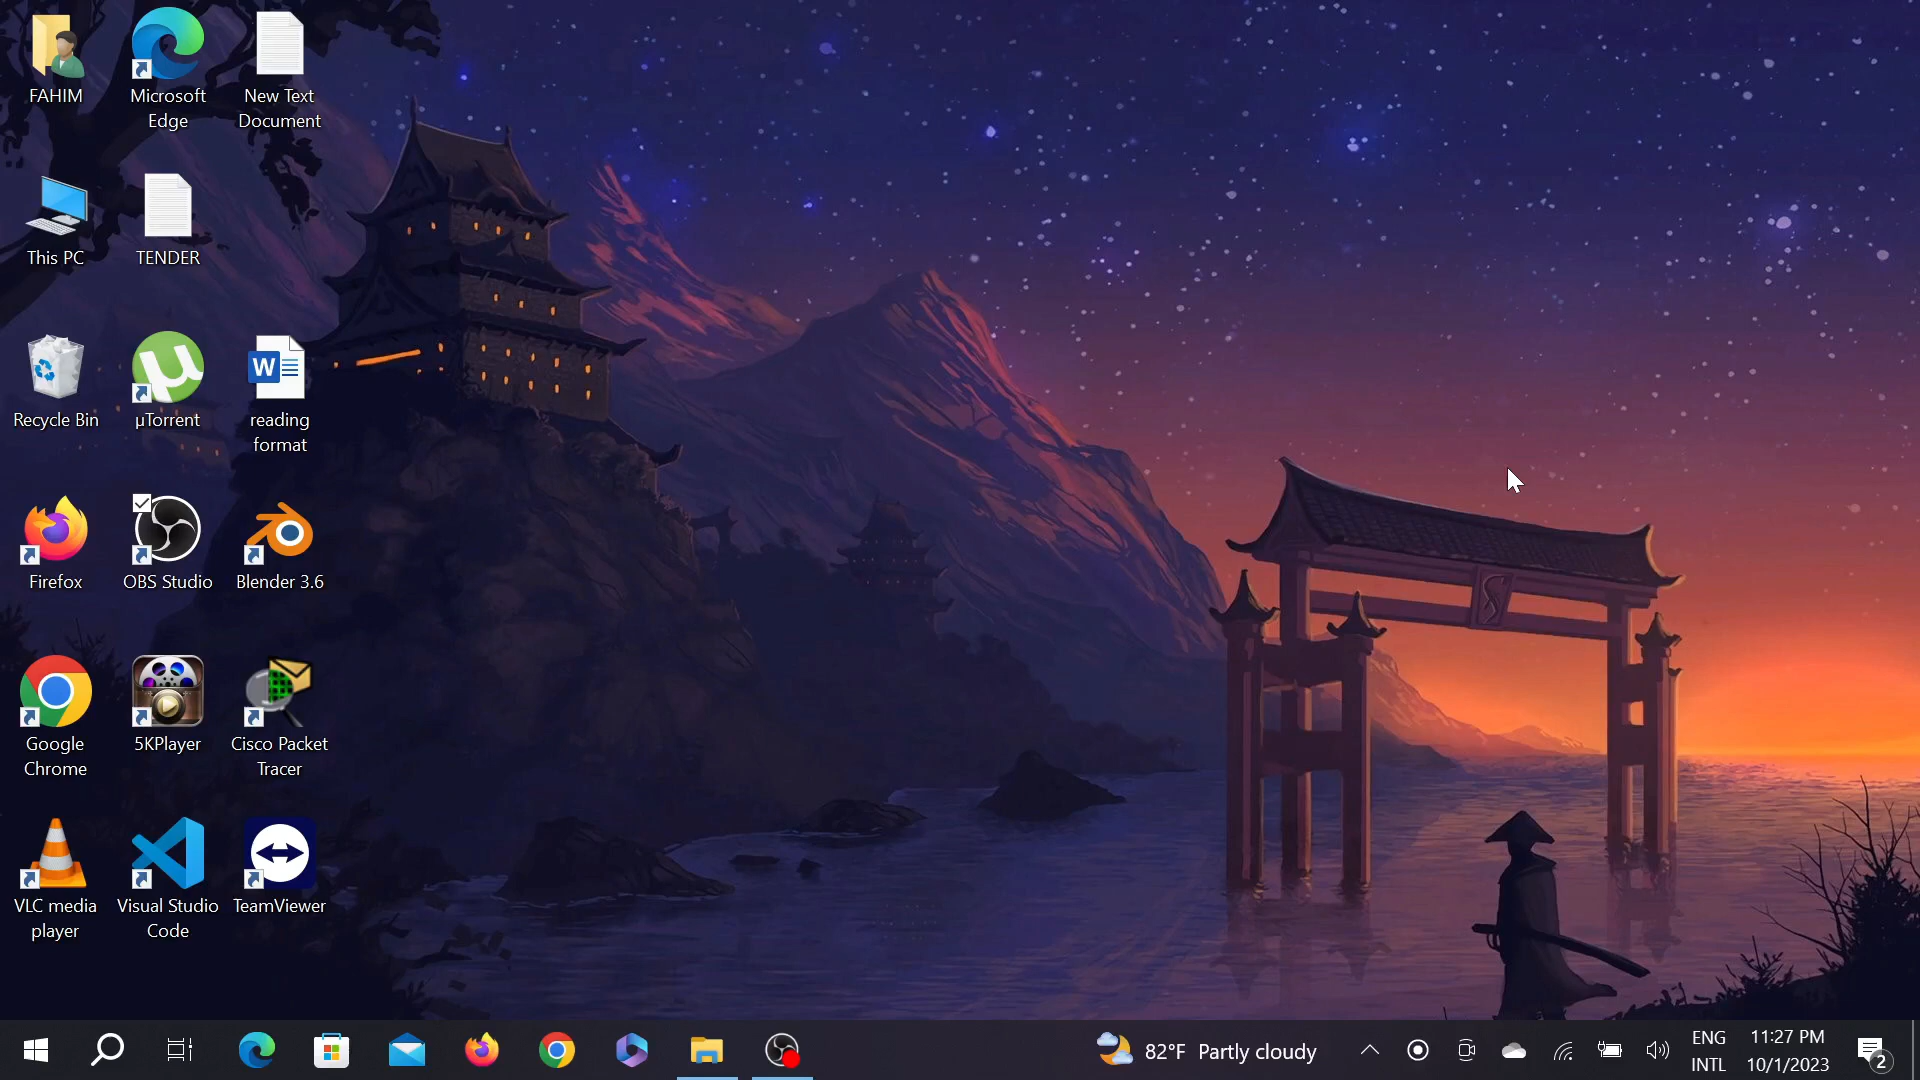 FAHIM
Microsoft
Edge
New Text
Document
This PC
TENDER
Recycle Bin
µTorrent
reading
format
Firefox
OBS Studio
Blender 3.6
Google
Chrome
5KPlayer
Cisco Packet
Tracer
VLC media
player
Visual Studio
Code
TeamViewer
82°F Partly cloudy
ENG
INTL
11:27 PM
10/1/2023
2